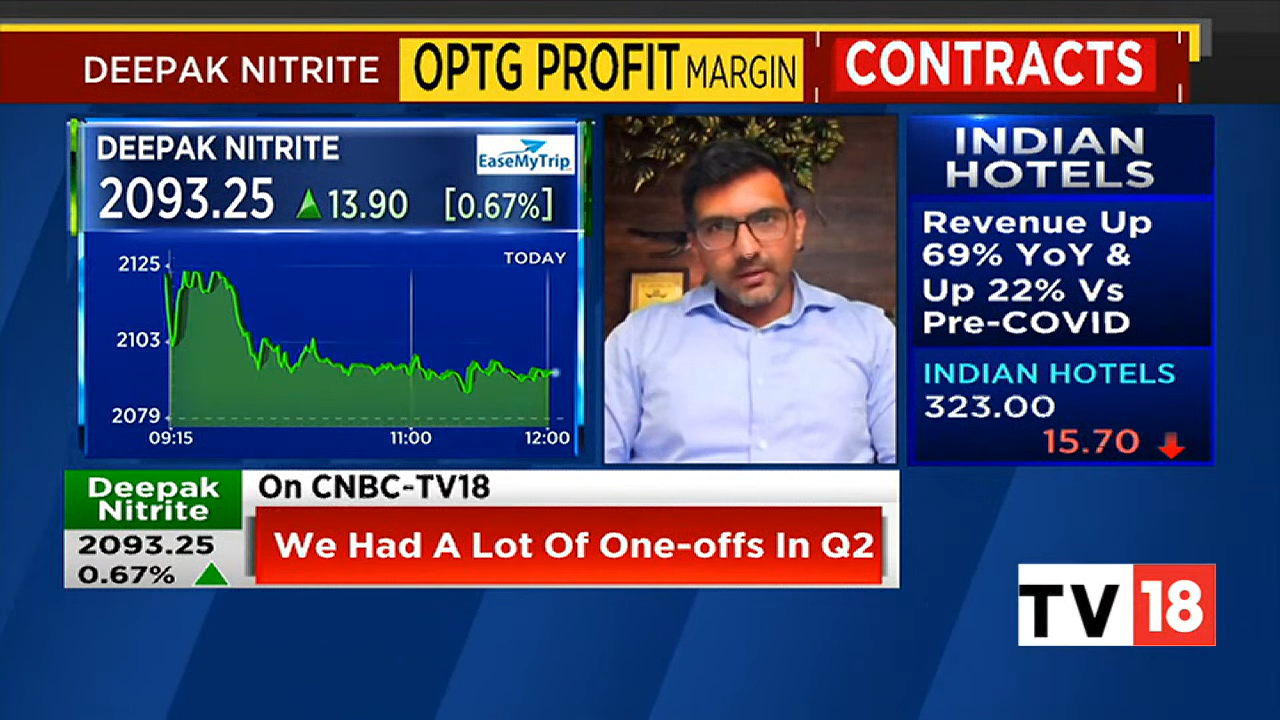 DEEPAK NITRITE OPTG PROFIT MARGIN CONTRACTS
DEEPAK NITRITE
EaseMyTrip
2093.25 13.90 [0.67%]
TODAY
2125
2103
2079
09:15 11:00 12:00
INDIAN
HOTELS
Revenue Up
69% YoY &
Up 22% Vs
Pre-COVID
INDIAN HOTELS
323.00
15.70
Deepak
Nitrite
2093.25
0.67%
On CNBC-TV18
We Had A Lot Of One-offs In Q2
TV18